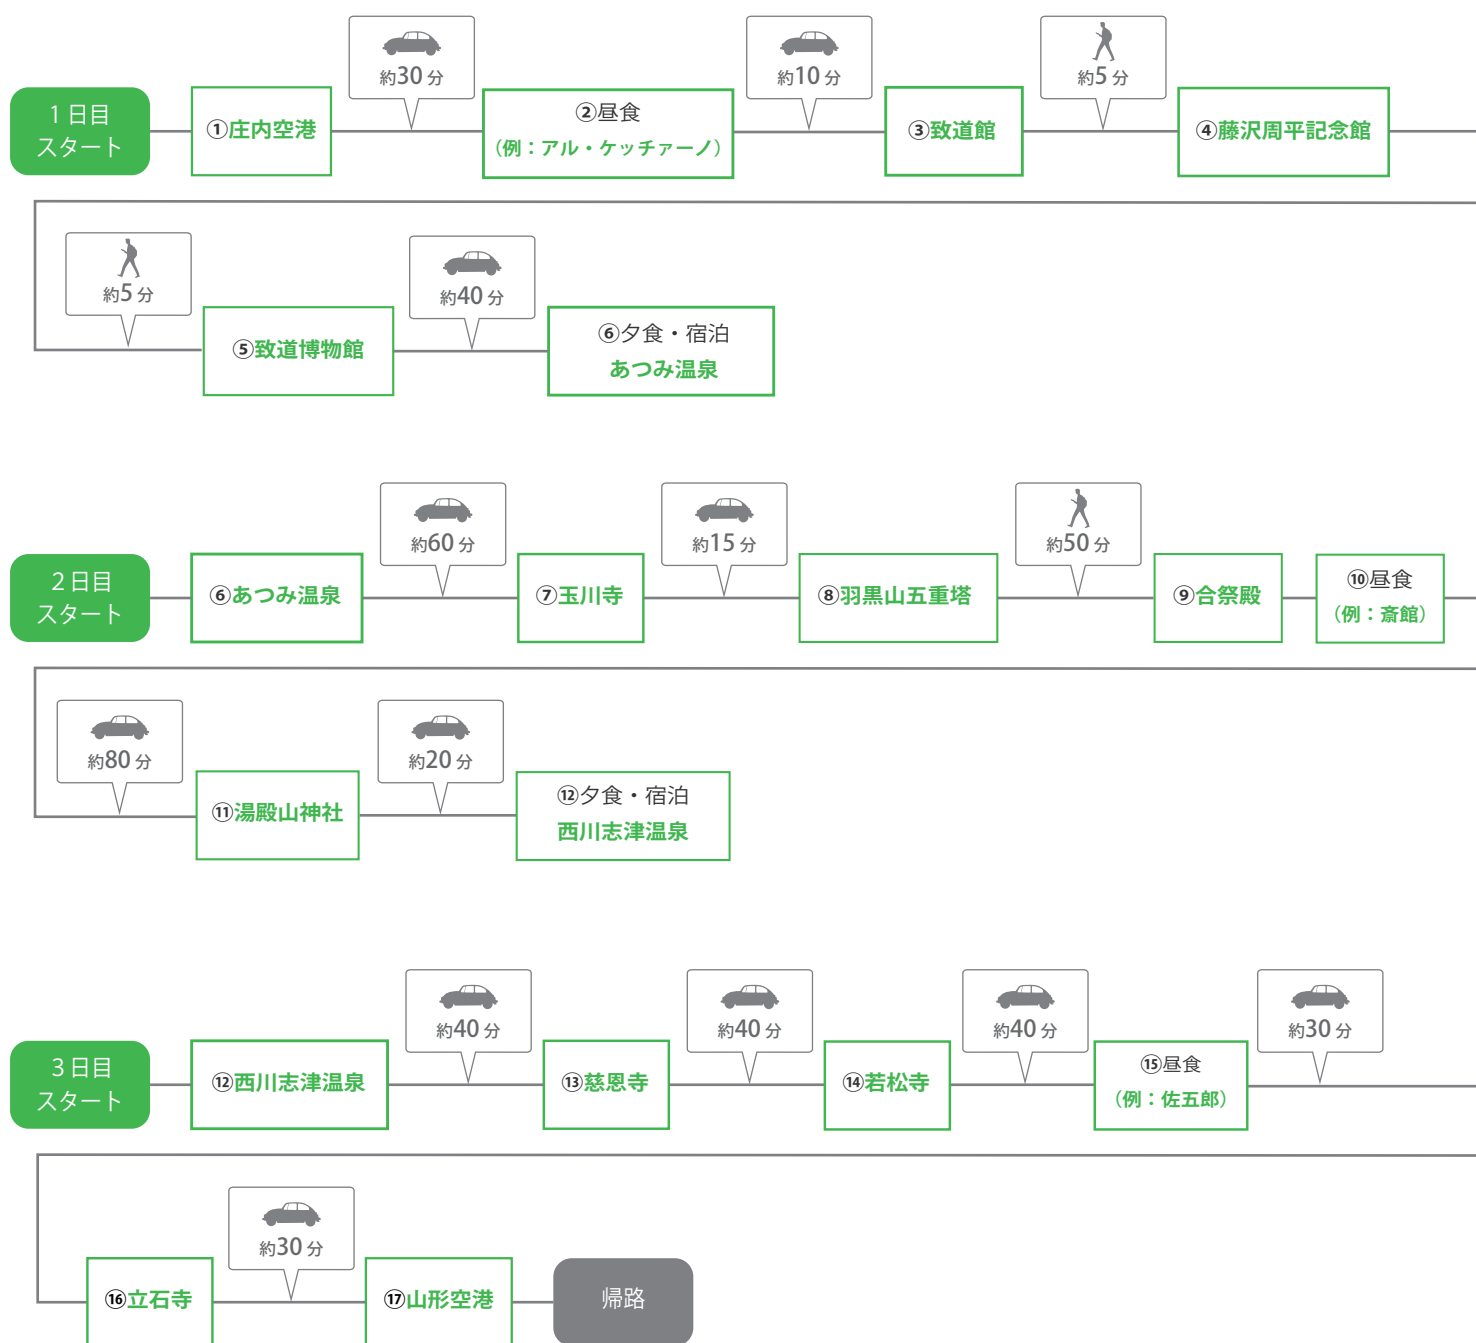 1日目
スタート
①庄内空港
約30分
②昼食
（例：アル・ケッチァーノ）
約10分
③致道館
約5分
④藤沢周平記念館
約5分
⑤致道博物館
約40分
⑥夕食・宿泊
あつみ温泉
2日目
スタート
⑥あつみ温泉
約60分
⑦玉川寺
約15分
⑧羽黒山五重塔
約50分
⑨合祭殿
⑩昼食
（例：斎館）
約80分
⑪湯殿山神社
約20分
⑫夕食・宿泊
西川志津温泉
3日目
スタート
⑫西川志津温泉
約40分
⑬慈恩寺
約40分
⑭若松寺
約40分
⑮昼食
（例：佐五郎）
約30分
⑯立石寺
約30分
⑰山形空港
帰路